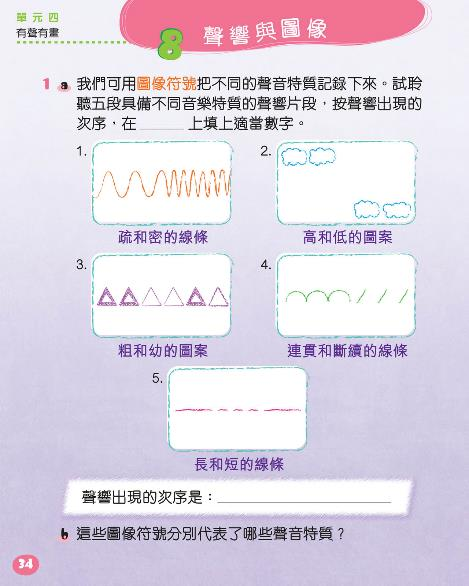 單元四
有聲有畫
8 聲響與圖像
1 a 我們可用圖像符號把不同的聲音特質記錄下來。試聆
聽五段具備不同音樂特質的聲響片段，按聲響出現的
次序，在 _____ 上填上適當數字。
1.
2.
疏和密的線條
高和低的圖案
3.
4.
粗和幼的圖案
連貫和斷續的線條
5.
長和短的線條
聲響出現的次序是：____________________
b 這些圖像符號分別代表了哪些聲音特質？
34